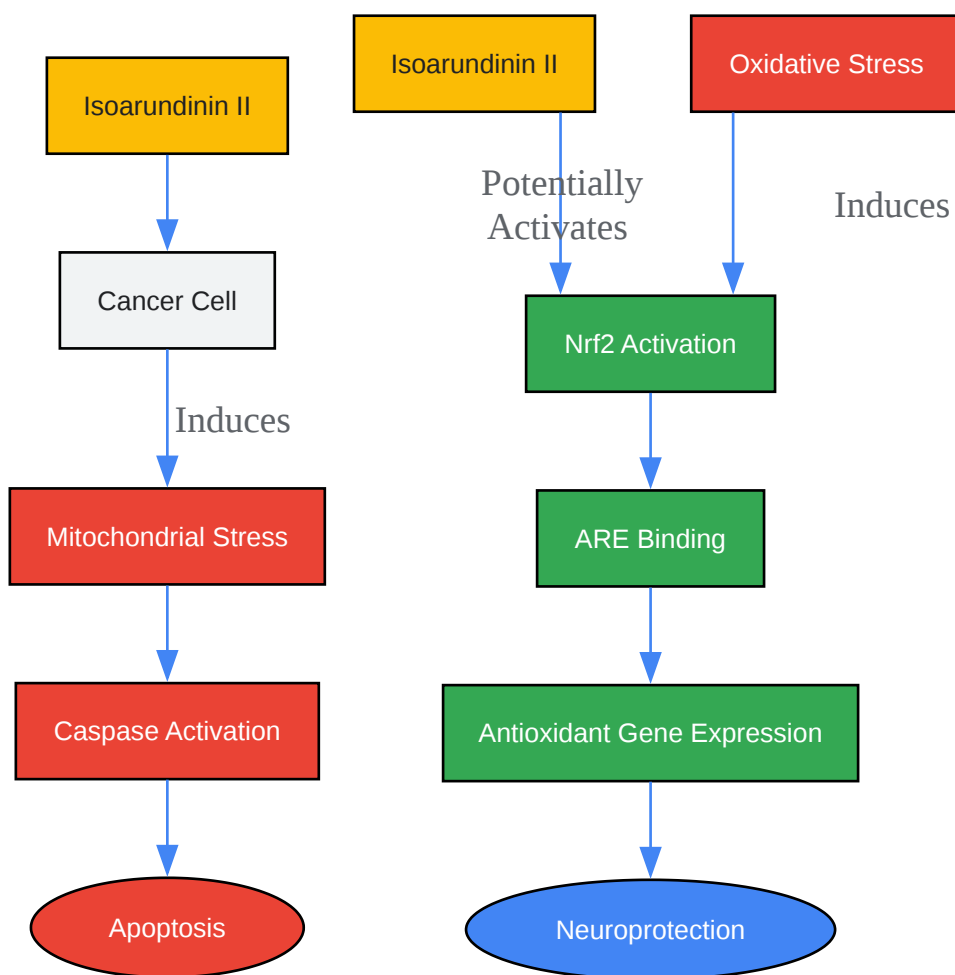 Isoarundinin II
Cancer Cell
Induces
Mitochondrial Stress
Caspase Activation
Apoptosis
Isoarundinin II
Oxidative Stress
Potentially
Activates
Induces
Nrf2 Activation
ARE Binding
Antioxidant Gene Expression
Neuroprotection